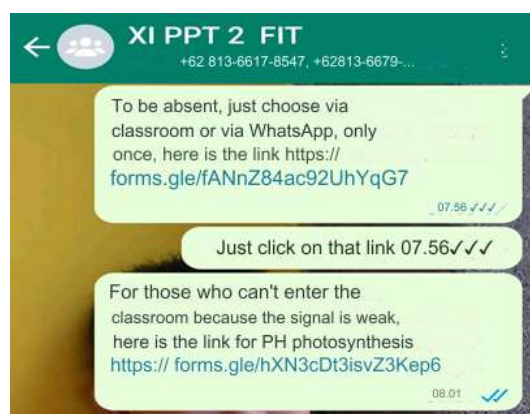 XI PPT 2 FIT
+62 813-6617-8547, +62813-6679-...
To be absent, just choose via
classroom or via WhatsApp, only
once, here is the link https://
forms.gle/fANnZ84ac92UhYqG7
07.56 ✓✓✓
Just click on that link 07.56✓✓✓
For those who can't enter the
classroom because the signal is weak,
here is the link for PH photosynthesis
https:// forms.gle/hXN3cDt3isvZ3Kep6
08.01